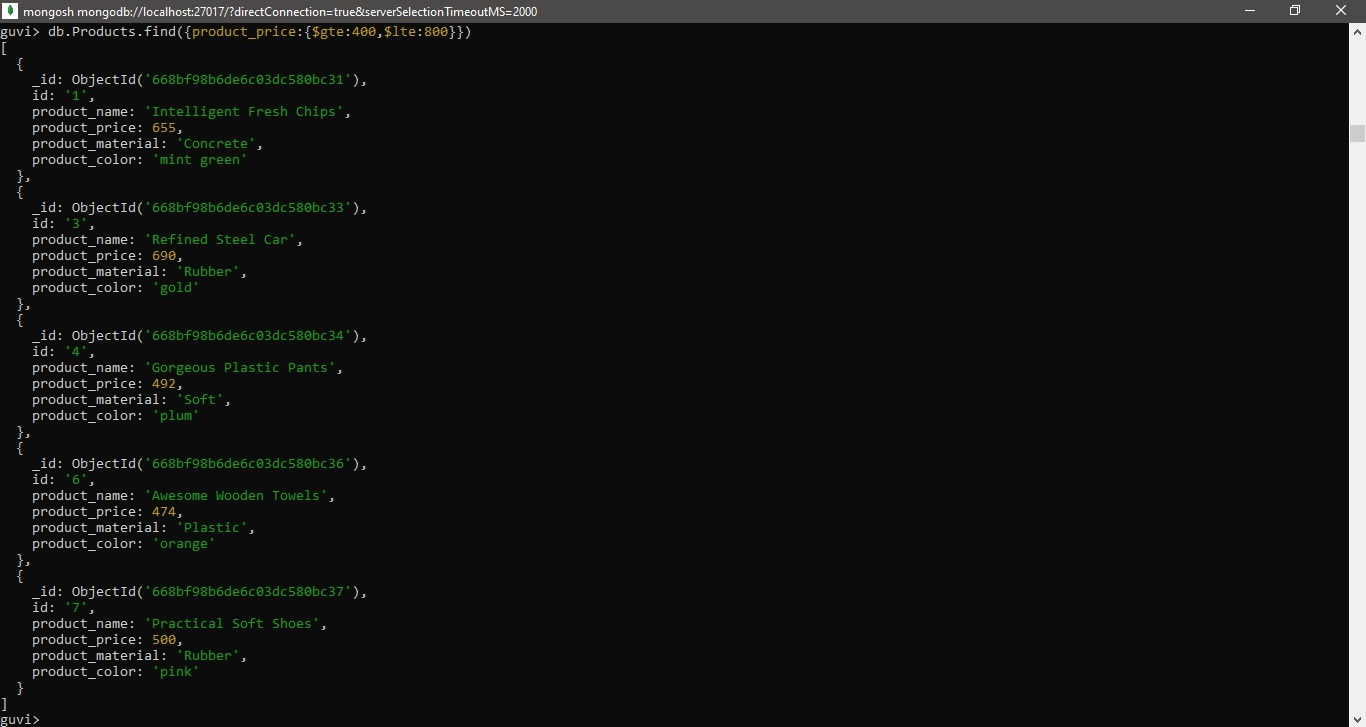 mongosh mongodb://localhost:27017/?directConnection=true&serverSelectionTimeoutMS=2000
guvi> db.Products.find({product_price:{$gte:400,$lte:800}})
[
  {
    _id: ObjectId('668bf98b6de6c03dc580bc31'),
    id: '1',
    product_name: 'Intelligent Fresh Chips',
    product_price: 655,
    product_material: 'Concrete',
    product_color: 'mint green'
  },
  {
    _id: ObjectId('668bf98b6de6c03dc580bc33'),
    id: '3',
    product_name: 'Refined Steel Car',
    product_price: 690,
    product_material: 'Rubber',
    product_color: 'gold'
  },
  {
    _id: ObjectId('668bf98b6de6c03dc580bc34'),
    id: '4',
    product_name: 'Gorgeous Plastic Pants',
    product_price: 492,
    product_material: 'Soft',
    product_color: 'plum'
  },
  {
    _id: ObjectId('668bf98b6de6c03dc580bc36'),
    id: '6',
    product_name: 'Awesome Wooden Towels',
    product_price: 474,
    product_material: 'Plastic',
    product_color: 'orange'
  },
  {
    _id: ObjectId('668bf98b6de6c03dc580bc37'),
    id: '7',
    product_name: 'Practical Soft Shoes',
    product_price: 500,
    product_material: 'Rubber',
    product_color: 'pink'
  }
]
guvi>